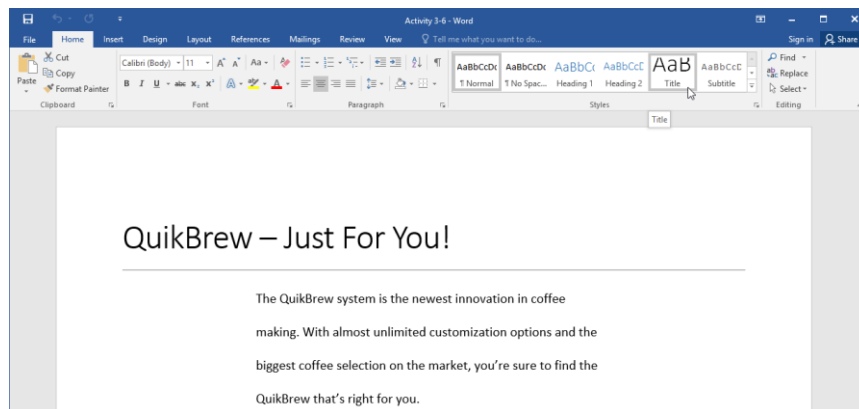 Activity 3-6 - Word
File Home Insert Design Layout References Mailings Review View Tell me what you want to do... Sign in Share
Paste
Cut
Copy
Format Painter
Clipboard
Calibri (Body) 11 A A Aa
B I U abc X₂ X² A A
Font
Paragraph
AaBbCcDc AaBbCcDc AaBbCc AaBbCcC AaB AaBbCcC
¶ Normal ¶ No Spac... Heading 1 Heading 2 Title Subtitle
Styles
Find
Replace
Select
Editing
Title
QuikBrew – Just For You!
The QuikBrew system is the newest innovation in coffee
making. With almost unlimited customization options and the
biggest coffee selection on the market, you’re sure to find the
QuikBrew that’s right for you.